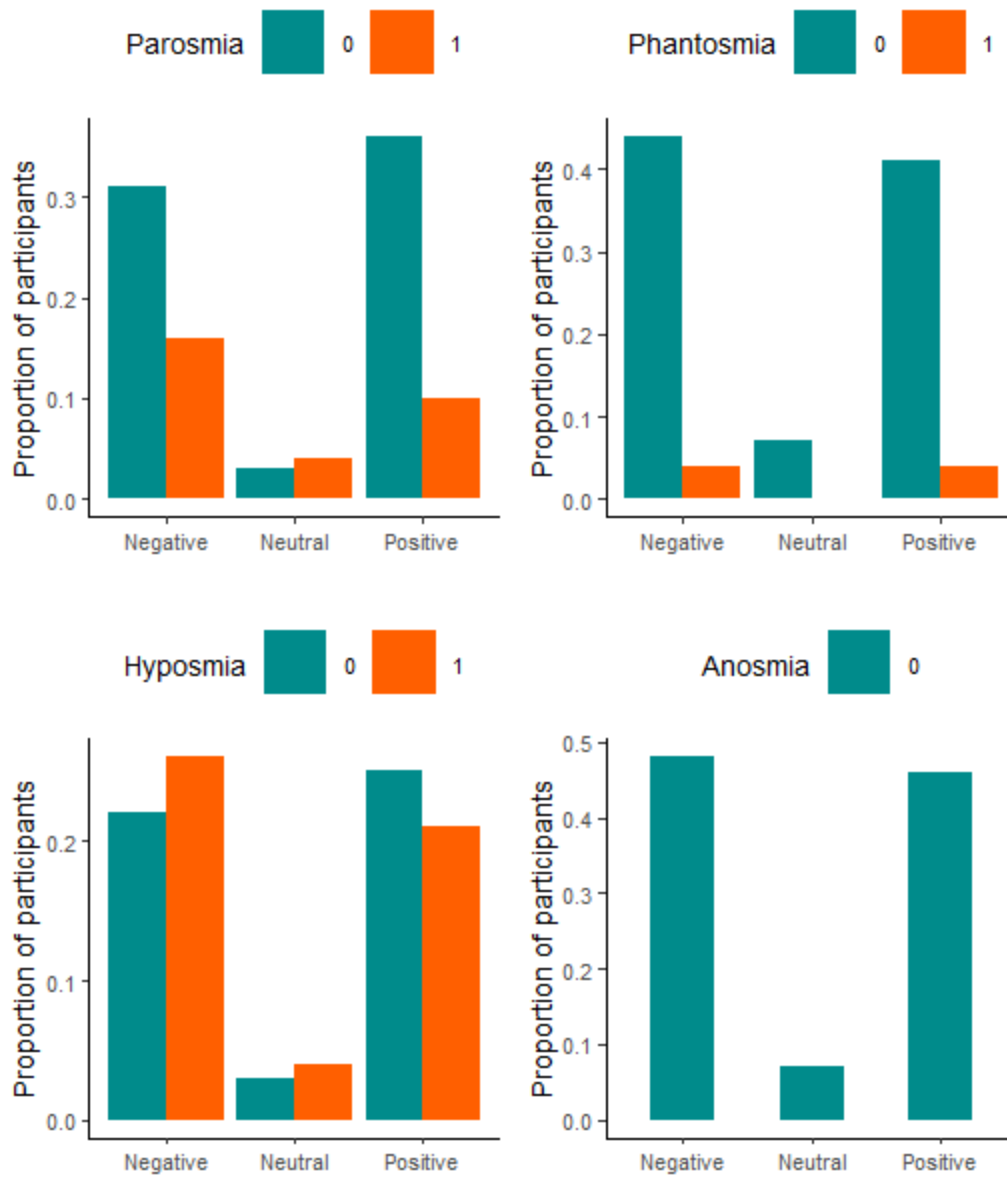 Parosmia 0 1
Proportion of participants
0.3
0.2
0.1
0.0
Negative Neutral Positive
Phantosmia 0 1
Proportion of participants
0.4
0.3
0.2
0.1
0.0
Negative Neutral Positive
Hyposmia 0 1
Proportion of participants
0.2
0.1
0.0
Negative Neutral Positive
Anosmia 0
Proportion of participants
0.5
0.4
0.3
0.2
0.1
0.0
Negative Neutral Positive